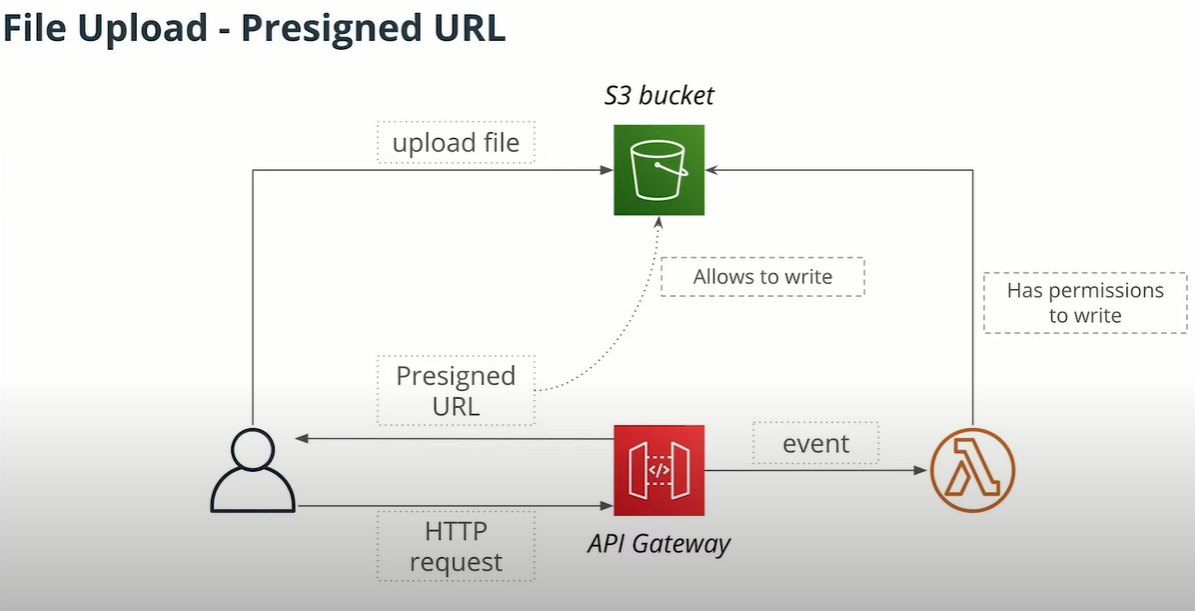 File Upload - Presigned URL
S3 bucket
upload file
Allows to write
Has permissions
to write
Presigned
URL
event
</>
HTTP
request
API Gateway